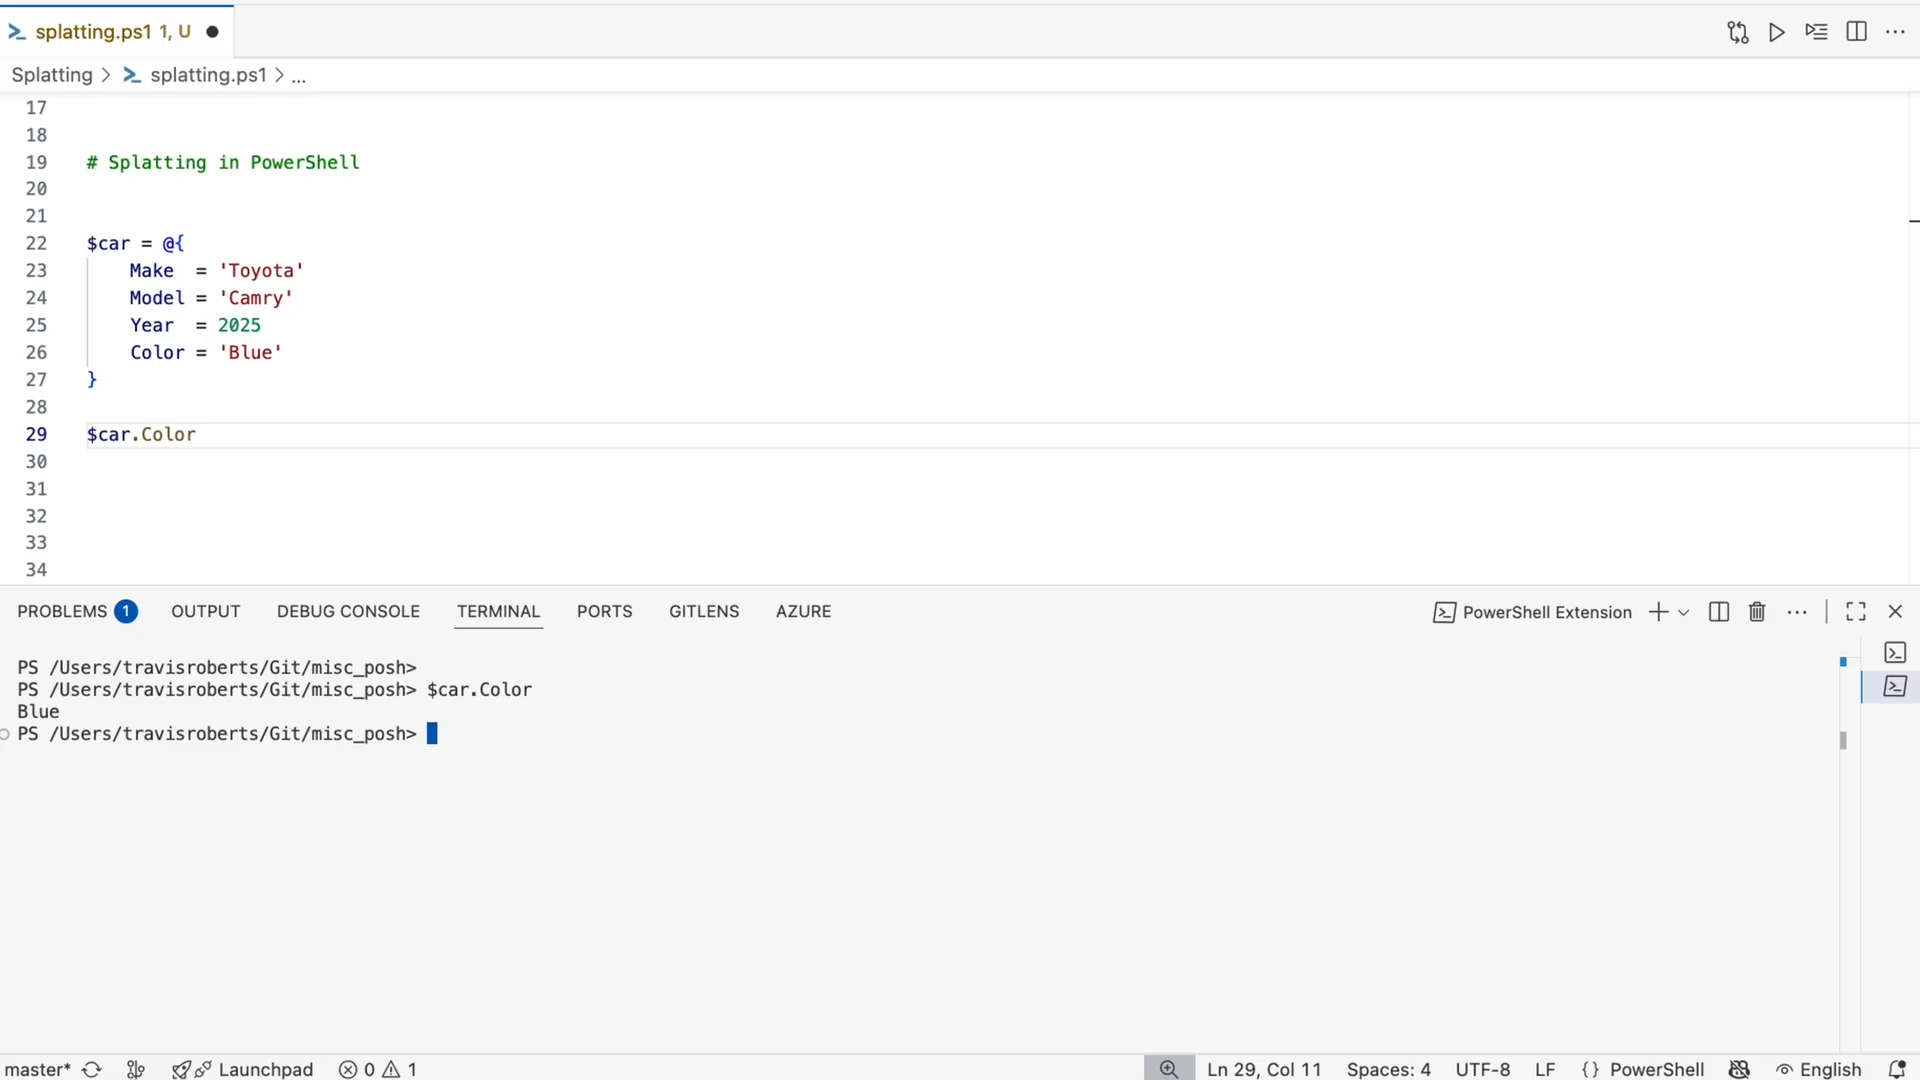 splatting.ps1 1, U
Splatting > splatting.ps1 > ...
17
18
19 # Splatting in PowerShell
20
21
22 $car = @{
23     Make  = 'Toyota'
24     Model = 'Camry'
25     Year  = 2025
26     Color = 'Blue'
27 }
28
29 $car.Color
30
31
32
33
34
PROBLEMS 1 OUTPUT DEBUG CONSOLE TERMINAL PORTS GITLENS AZURE PowerShell Extension
PS /Users/travisroberts/Git/misc_posh>
PS /Users/travisroberts/Git/misc_posh> $car.Color
Blue
PS /Users/travisroberts/Git/misc_posh>
master* Launchpad 0 1 Ln 29, Col 11 Spaces: 4 UTF-8 LF {} PowerShell English